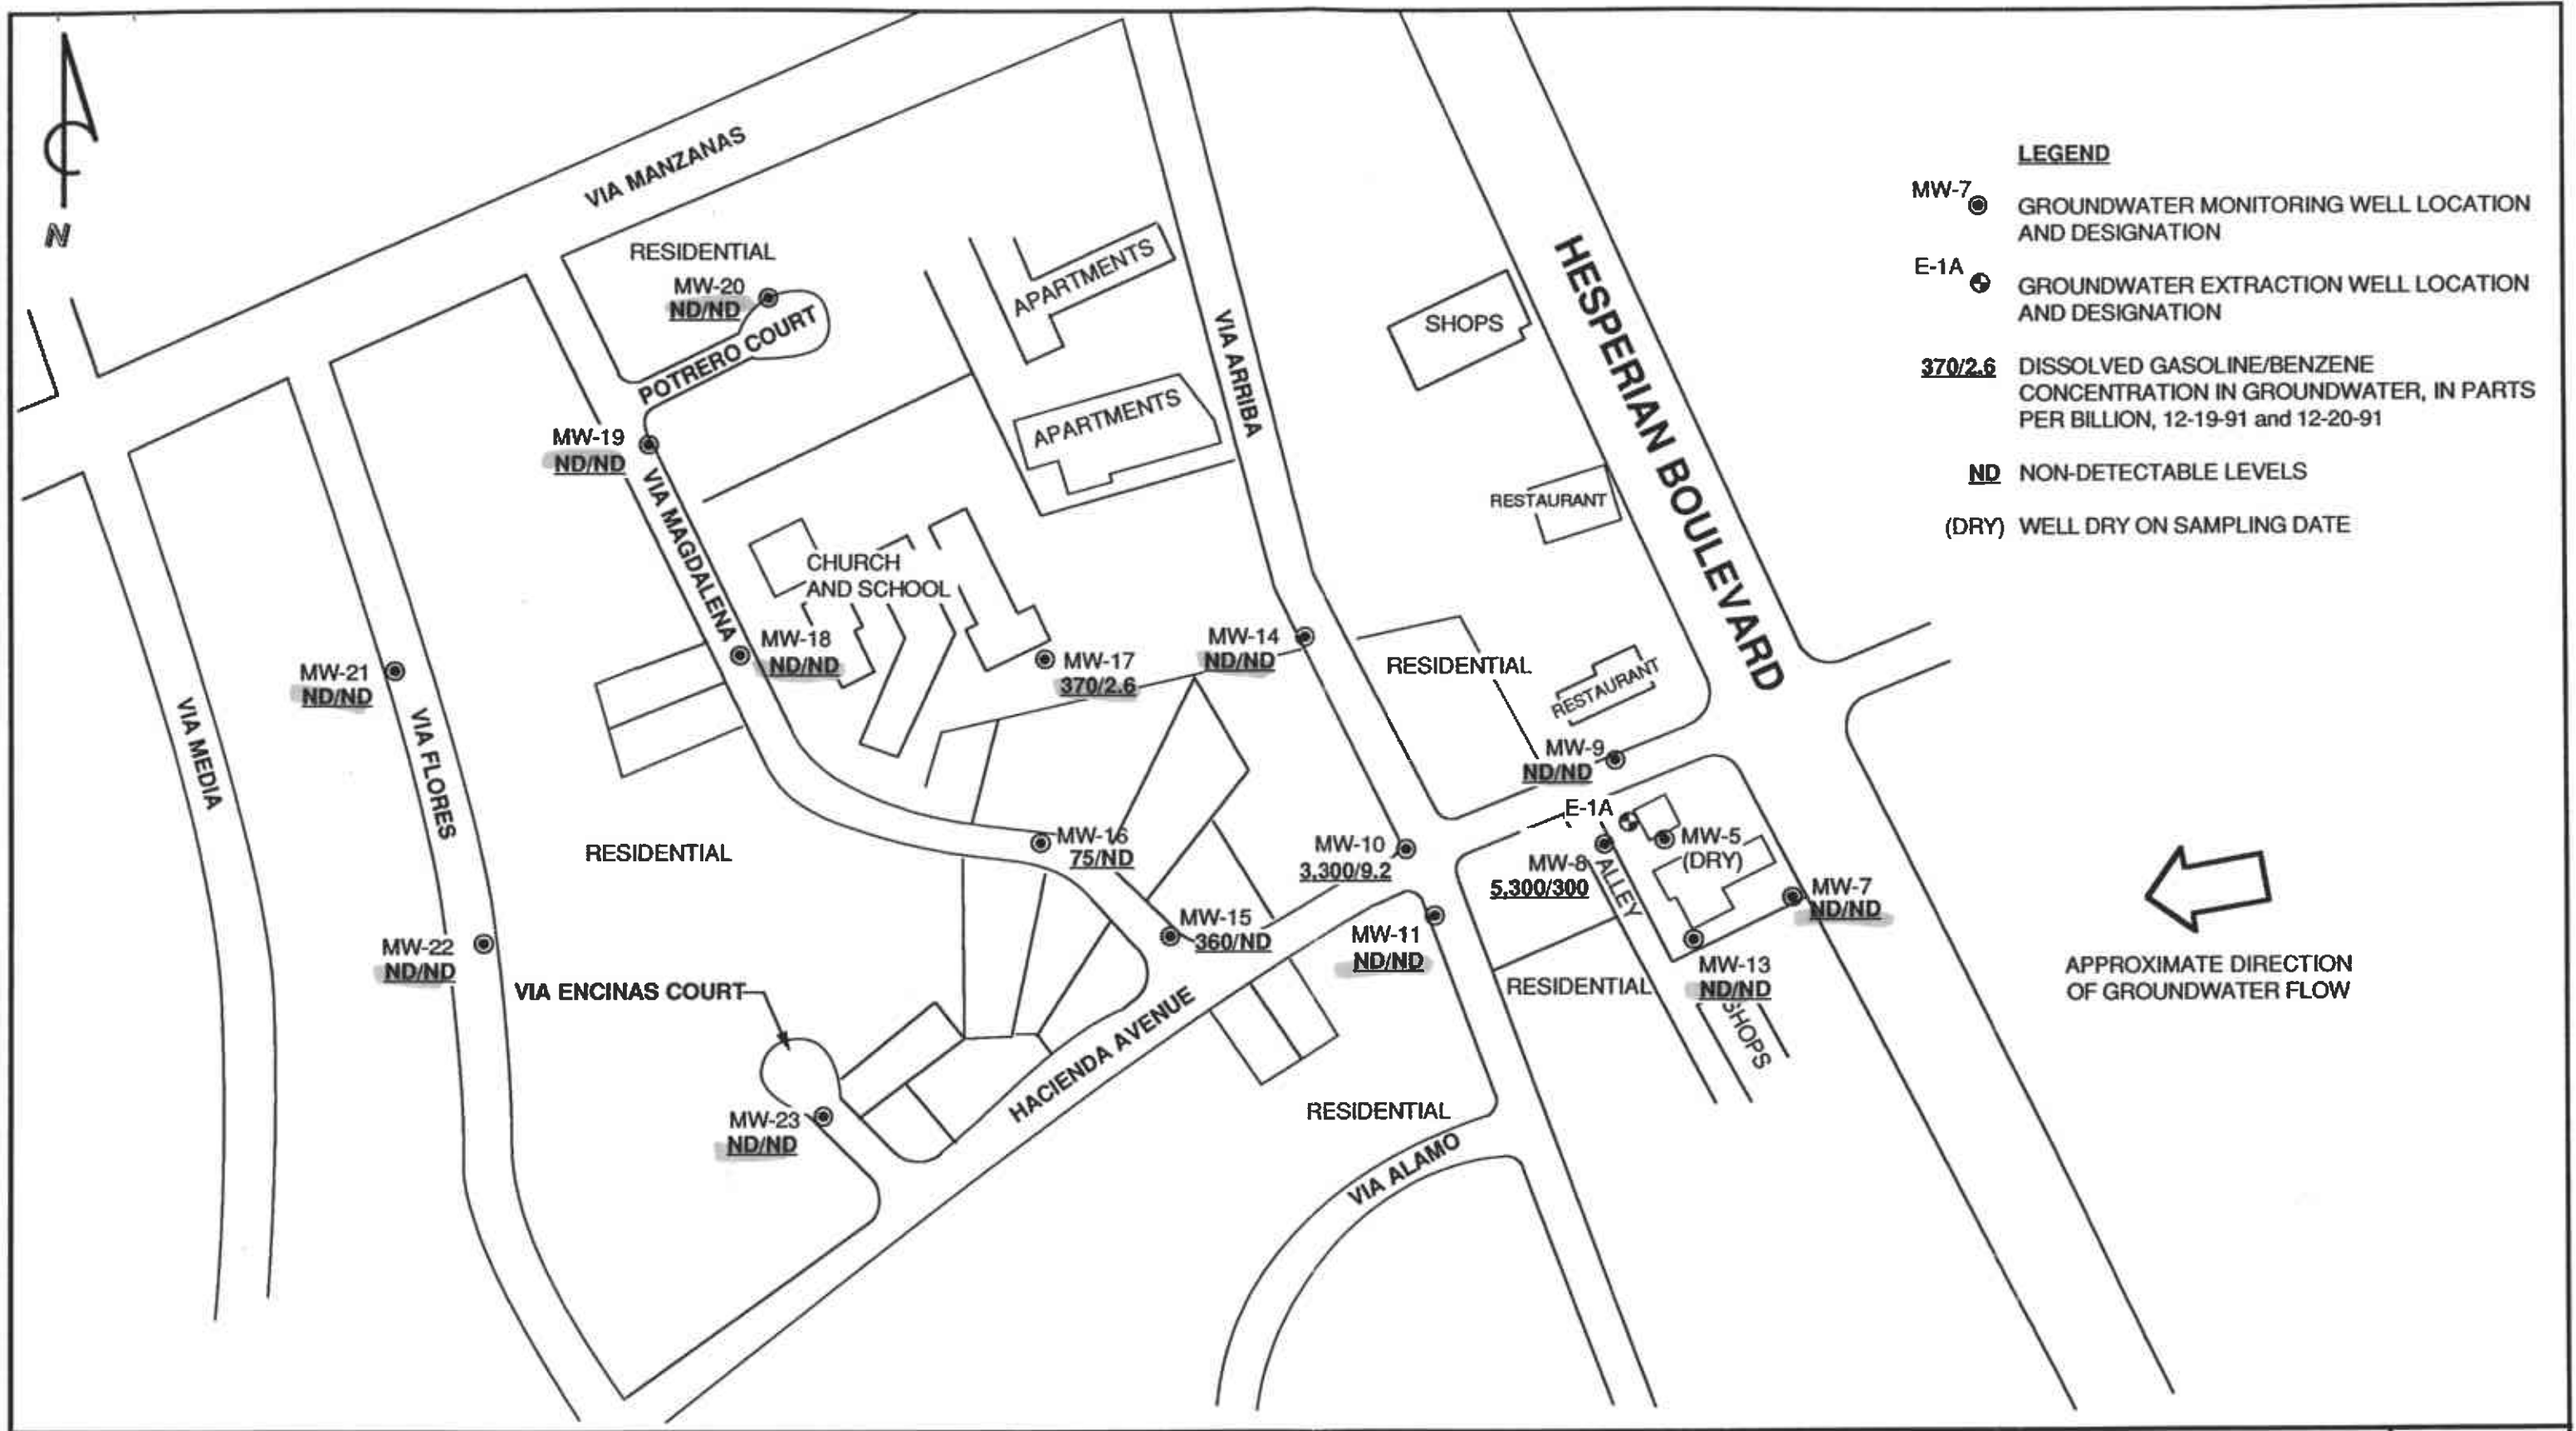 N
VIA MANZANAS
RESIDENTIAL
MW-20
ND/ND
POTRERO COURT
APARTMENTS
APARTMENTS
VIA ARRIBA
SHOPS
HESPERIAN BOULEVARD
RESTAURANT
LEGEND
MW-7
GROUNDWATER MONITORING WELL LOCATION
AND DESIGNATION
E-1A
GROUNDWATER EXTRACTION WELL LOCATION
AND DESIGNATION
370/2.6 DISSOLVED GASOLINE/BENZENE
CONCENTRATION IN GROUNDWATER, IN PARTS
PER BILLION, 12-19-91 and 12-20-91
ND NON-DETECTABLE LEVELS
(DRY) WELL DRY ON SAMPLING DATE
MW-19
ND/ND
VIA MAGDALENA
CHURCH
AND SCHOOL
MW-18
ND/ND
MW-17
370/2.6
MW-14
ND/ND
RESIDENTIAL
RESTAURANT
MW-21
ND/ND
VIA MEDIA
VIA FLORES
MW-9
ND/ND
E-1A
RESIDENTIAL
MW-16
75/ND
MW-10
3,300/9.2
MW-8
5,300/300
ALLEY
MW-5
(DRY)
MW-7
ND/ND
MW-15
360/ND
MW-11
ND/ND
MW-22
ND/ND
VIA ENCINAS COURT
HACIENDA AVENUE
RESIDENTIAL
MW-13
ND/ND
SHOPS
APPROXIMATE DIRECTION
OF GROUNDWATER FLOW
MW-23
ND/ND
RESIDENTIAL
VIA ALAMO